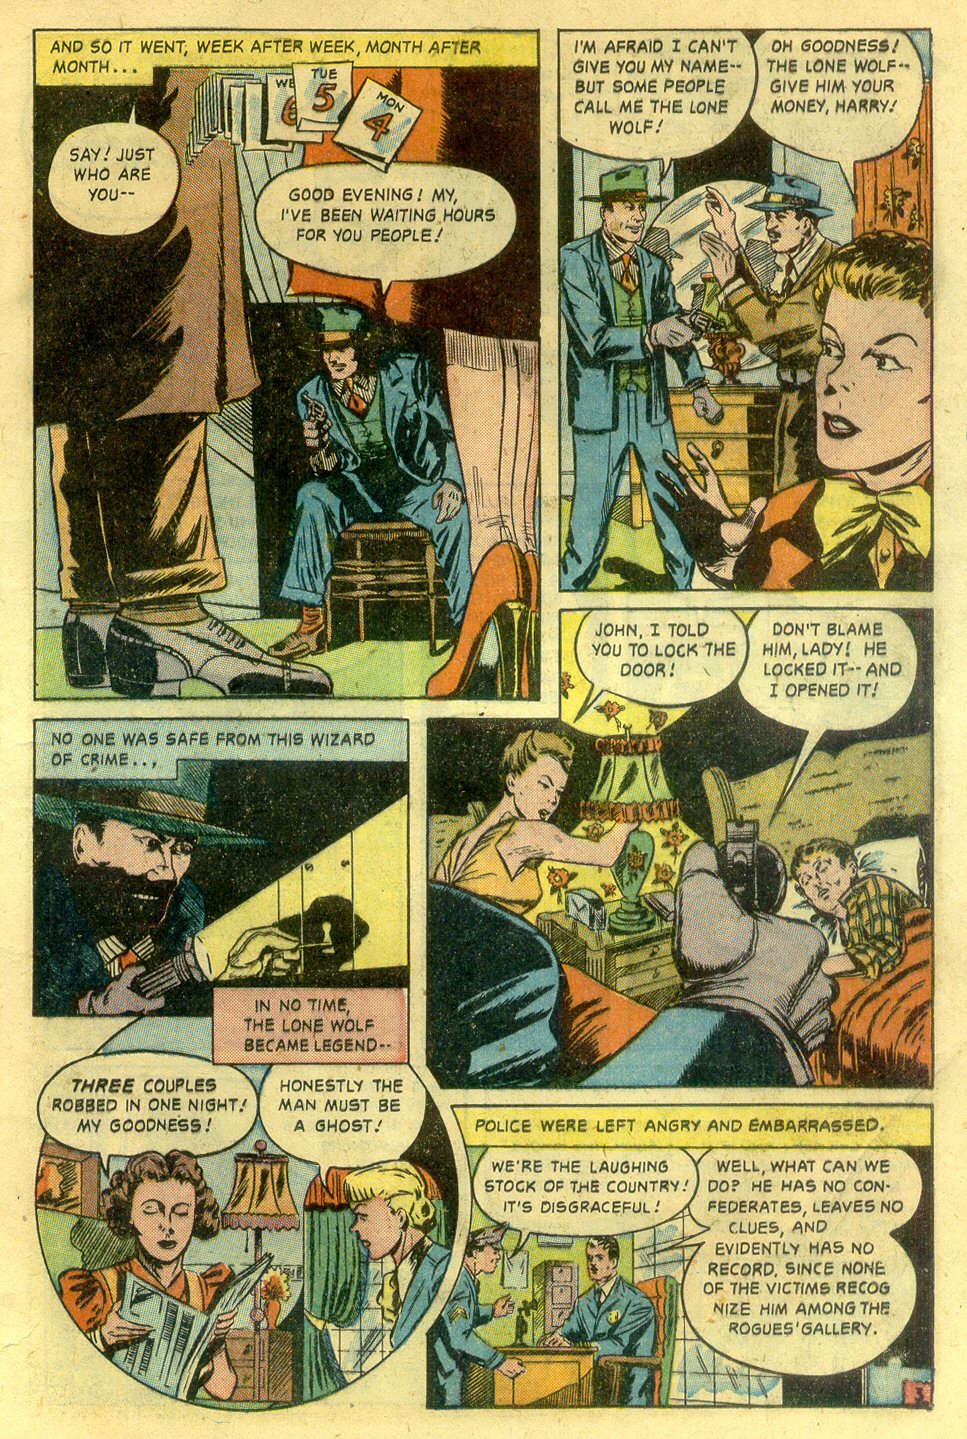 AND SO IT WENT, WEEK AFTER WEEK, MONTH AFTER
MONTH...
WE
6
TUE
5
MON
4
SAY! JUST
WHO ARE
YOU--
GOOD EVENING! MY,
I'VE BEEN WAITING HOURS
FOR YOU PEOPLE!
I'M AFRAID I CAN'T
GIVE YOU MY NAME--
BUT SOME PEOPLE
CALL ME THE LONE
WOLF!
OH GOODNESS!
THE LONE WOLF--
GIVE HIM YOUR
MONEY, HARRY!
NO ONE WAS SAFE FROM THIS WIZARD
OF CRIME...
JOHN, I TOLD
YOU TO LOCK THE
DOOR!
DON'T BLAME
HIM, LADY! HE
LOCKED IT--AND
I OPENED IT!
IN NO TIME,
THE LONE WOLF
BECAME LEGEND--
THREE COUPLES
ROBBED IN ONE NIGHT!
MY GOODNESS!
HONESTLY THE
MAN MUST BE
A GHOST!
POLICE WERE LEFT ANGRY AND EMBARRASSED.
WE'RE THE LAUGHING
STOCK OF THE COUNTRY!
IT'S DISGRACEFUL!
WELL, WHAT CAN WE
DO? HE HAS NO CON-
FEDERATES, LEAVES NO
CLUES, AND
EVIDENTLY HAS NO
RECORD, SINCE NONE
OF THE VICTIMS RECOG
NIZE HIM AMONG THE
ROGUES' GALLERY.
3